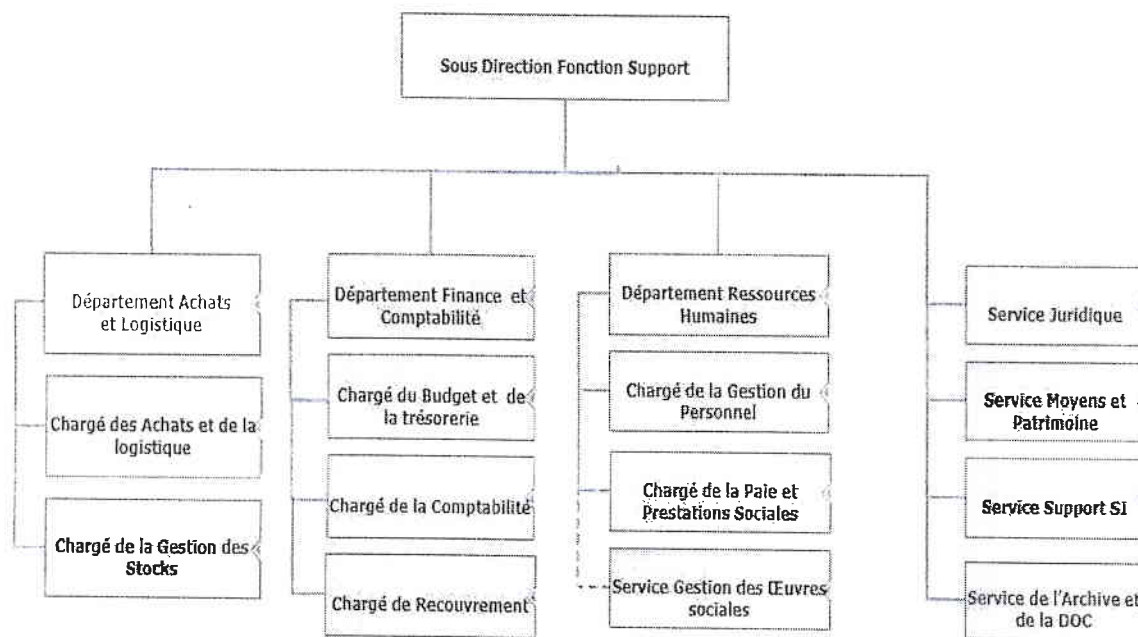 Sous Direction Fonction Support
Département Achats
et Logistique
Chargé des Achats et de la
logistique
Chargé de la Gestion des
Stocks
Département Finance et
Comptabilité
Chargé du Budget et de
la trésorerie
Chargé de la Comptabilité
Chargé de Recouvrement
Département Ressources
Humaines
Chargé de la Gestion du
Personnel
Chargé de la Paie et
Prestations Sociales
Service Gestion des Œuvres
sociales
Service Juridique
Service Moyens et
Patrimoine
Service Support SI
Service de l'Archive et
de la DOC